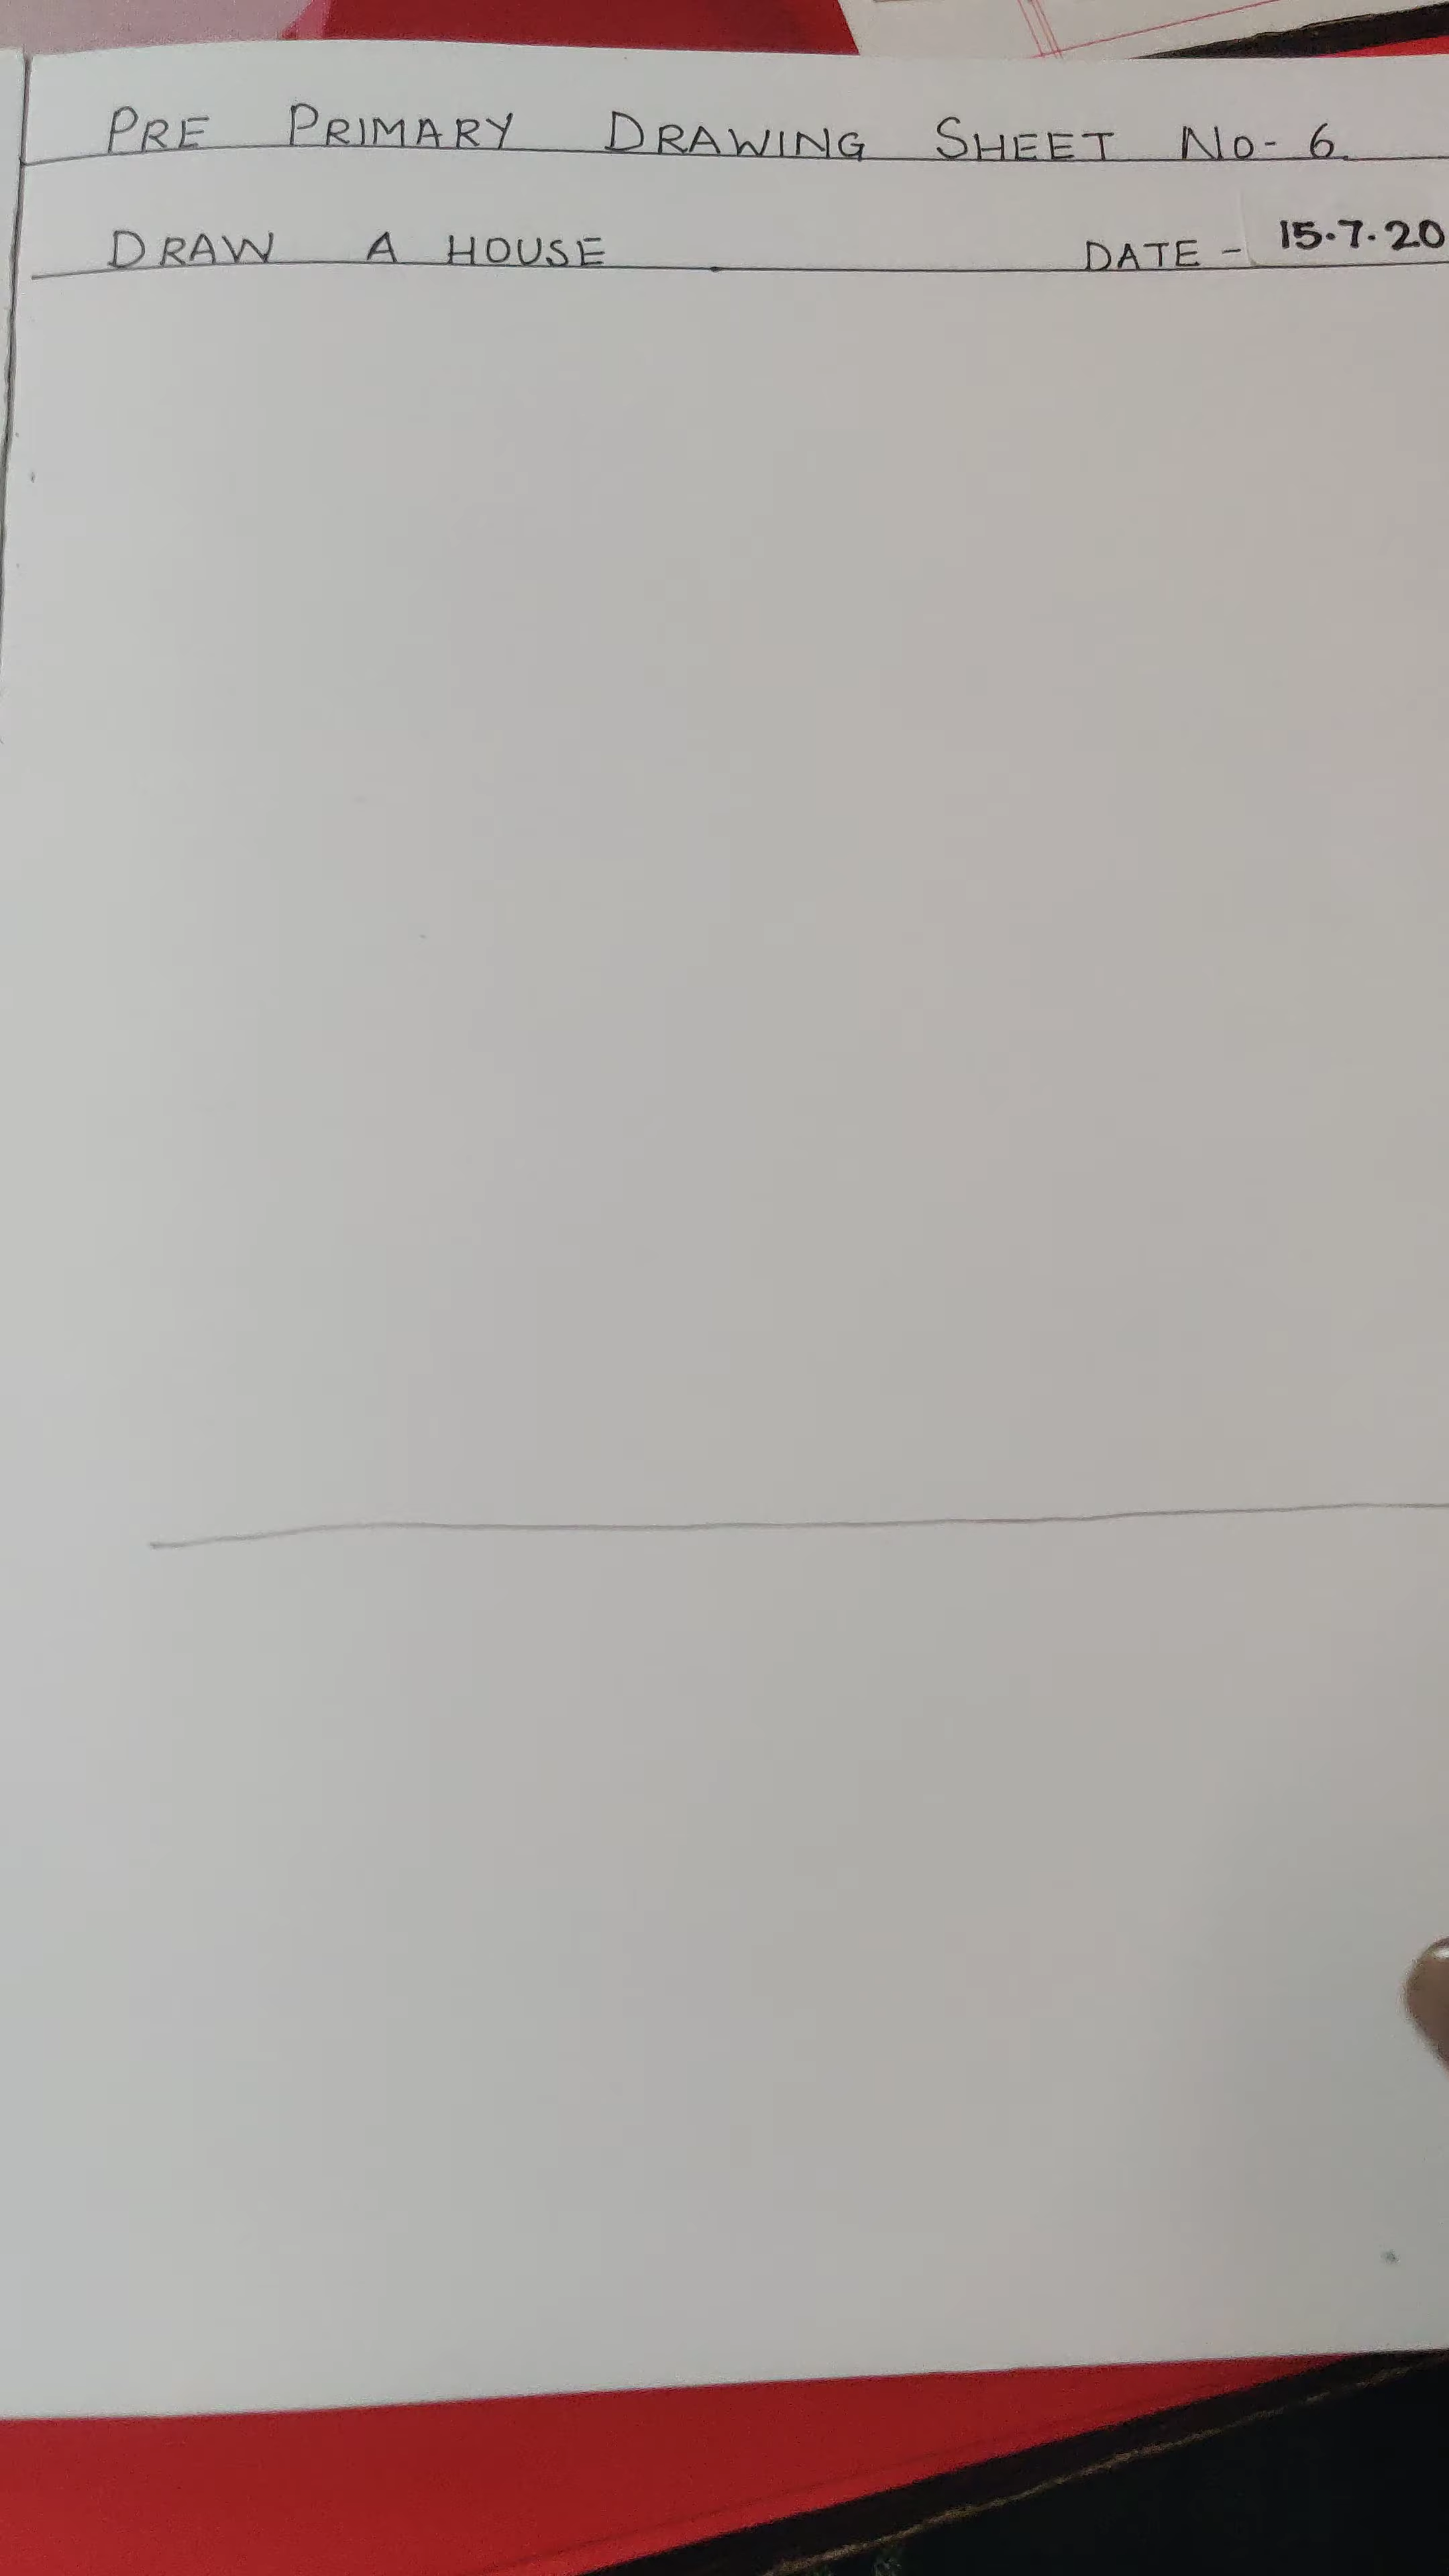 PRE PRIMARY DRAWING SHEET NO- 6.
DRAW A HOUSE DATE - 15.7.20